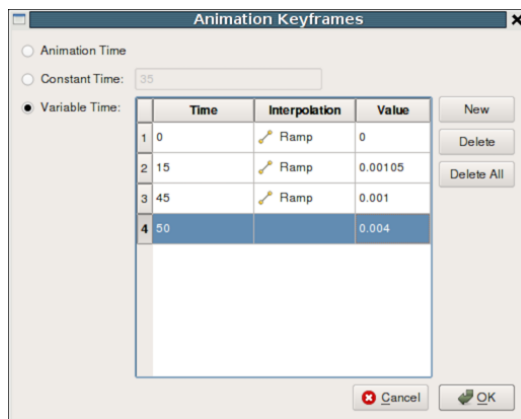 Animation Keyframes
Animation Time
Constant Time: 35
Variable Time:
Time Interpolation Value
1 0 Ramp 0
2 15 Ramp 0.00105
3 45 Ramp 0.001
4 50 0.004
New
Delete
Delete All
Cancel OK